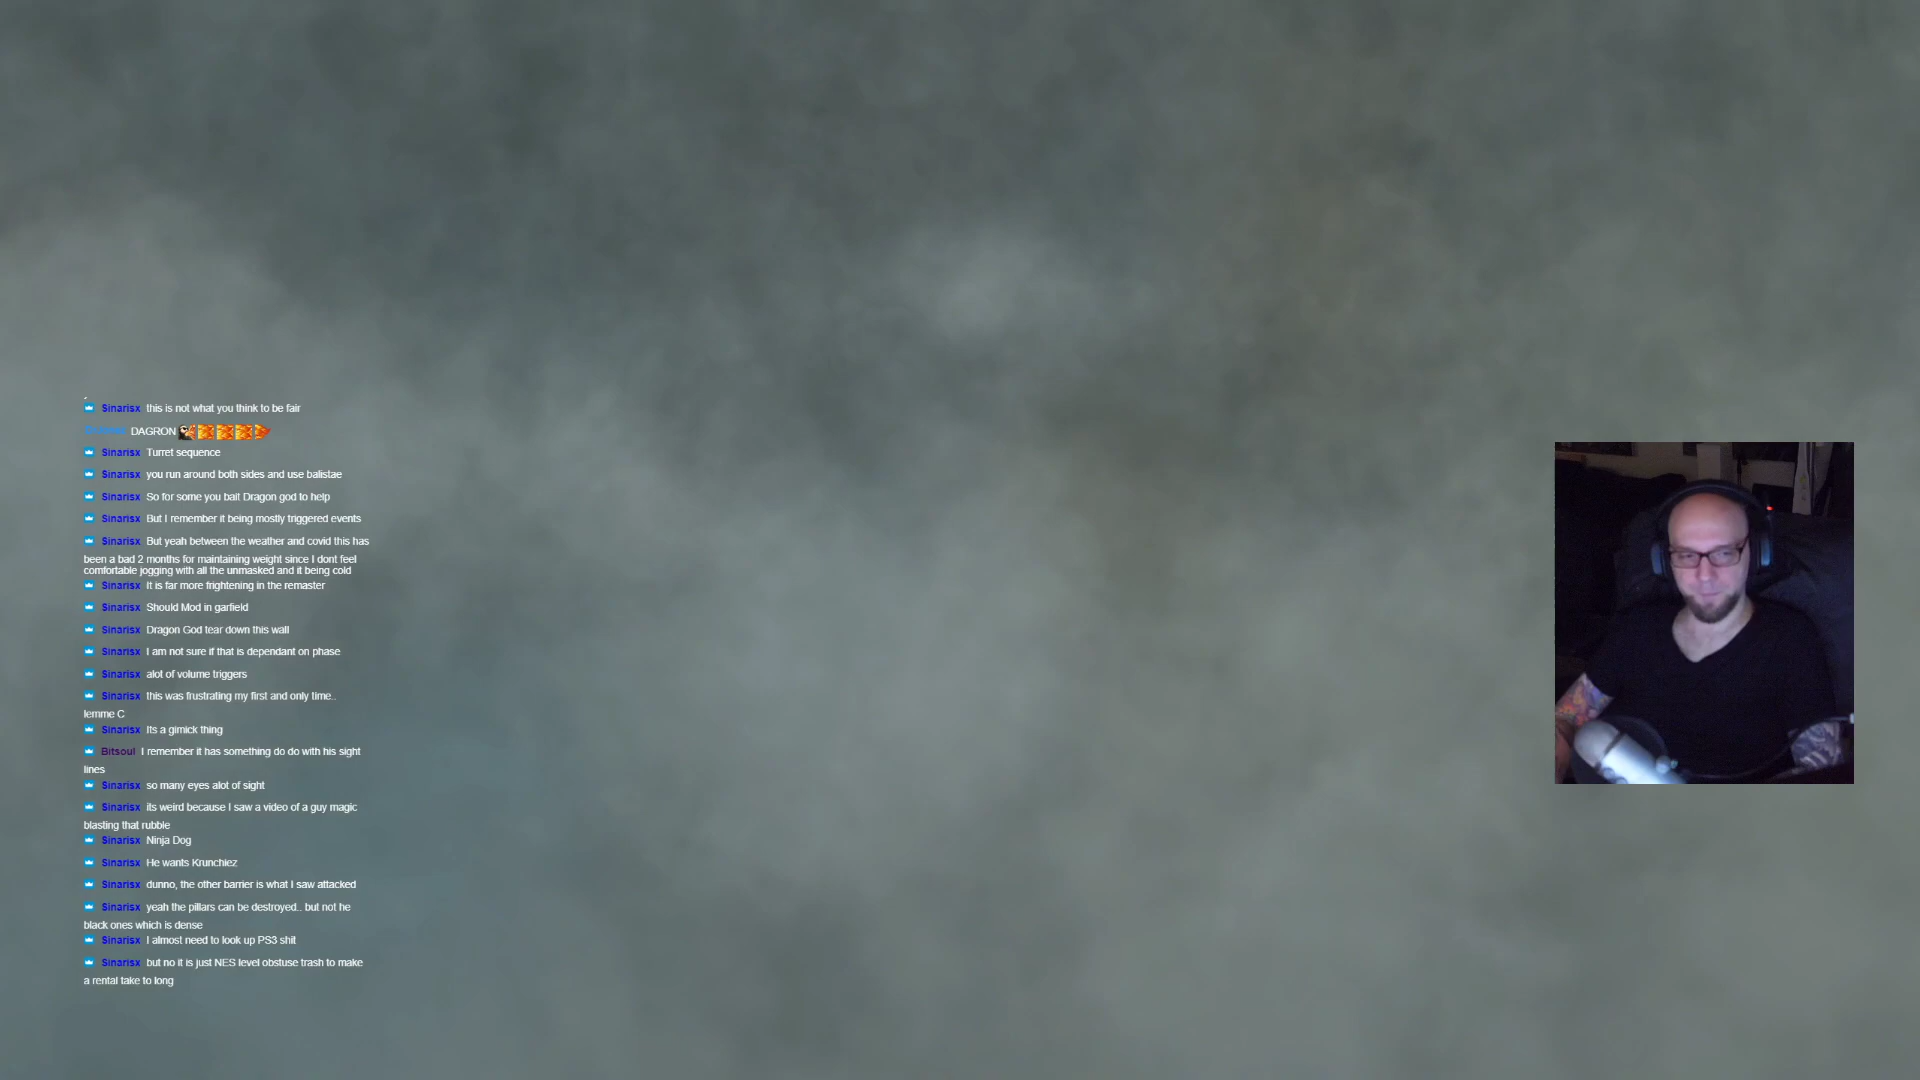 Sinarisx this is not what you think to be fair
DAGRON
Sinarisx Turret sequence
Sinarisx you run around both sides and use balistae
Sinarisx So for some you bait Dragon god to help
Sinarisx But I remember it being mostly triggered events
Sinarisx But yeah between the weather and covid this has
been a bad 2 months for maintaining weight since I dont feel
comfortable jogging with all the unmasked and it being cold
Sinarisx It is far more frightening in the remaster
Sinarisx Should Mod in garfield
Sinarisx Dragon God tear down this wall
Sinarisx I am not sure if that is dependant on phase
Sinarisx alot of volume triggers
Sinarisx this was frustrating my first and only time..
lemme C
Sinarisx Its a gimick thing
Bitsoul I remember it has something do do with his sight
lines
Sinarisx so many eyes alot of sight
Sinarisx its weird because I saw a video of a guy magic
blasting that rubble
Sinarisx Ninja Dog
Sinarisx He wants Krunchiez
Sinarisx dunno, the other barrier is what I saw attacked
Sinarisx yeah the pillars can be destroyed.. but not he
black ones which is dense
Sinarisx I almost need to look up PS3 shit
Sinarisx but no it is just NES level obstuse trash to make
a rental take to long